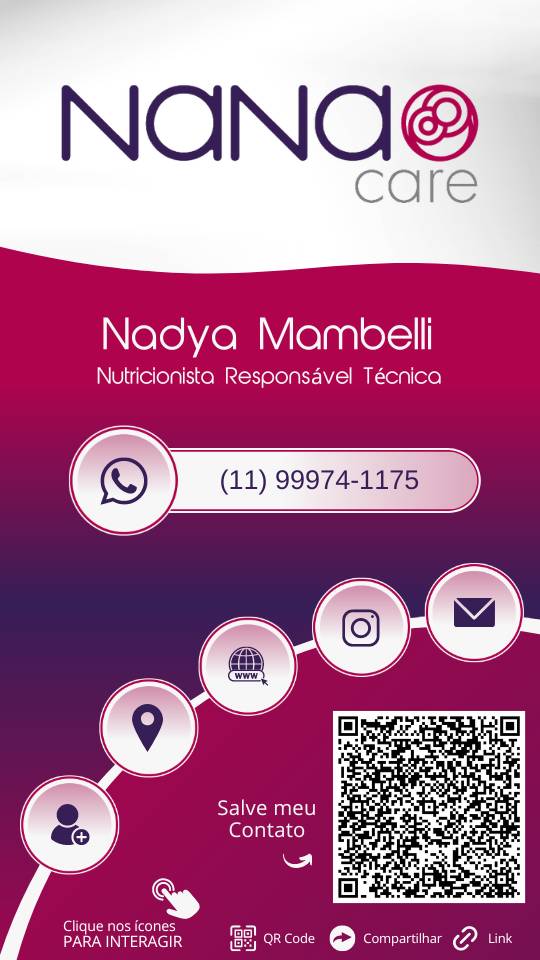 NaNa
care
Nadya Mambelli
Nutricionista Responsável Técnica
(11) 99974-1175
www
Salve meu
Contato
Clique nos ícones
PARA INTERAGIR
QR Code
Compartilhar
Link